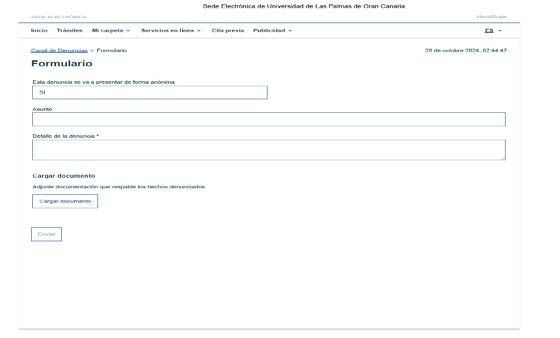 Sede Electrónica de Universidad de Las Palmas de Gran Canaria
SEDE ELECTRÓNICA Identifícate
Inicio Trámites Mi carpeta Servicios en línea Cita previa Publicidad ES
Canal de Denuncias > Formulario 28 de octubre 2024, 02:44:47
Formulario
Esta denuncia se va a presentar de forma anónima
SÍ
Asunto
Detalle de la denuncia *
Cargar documento
Adjunte documentación que respalde los hechos denunciados
Cargar documento
Enviar